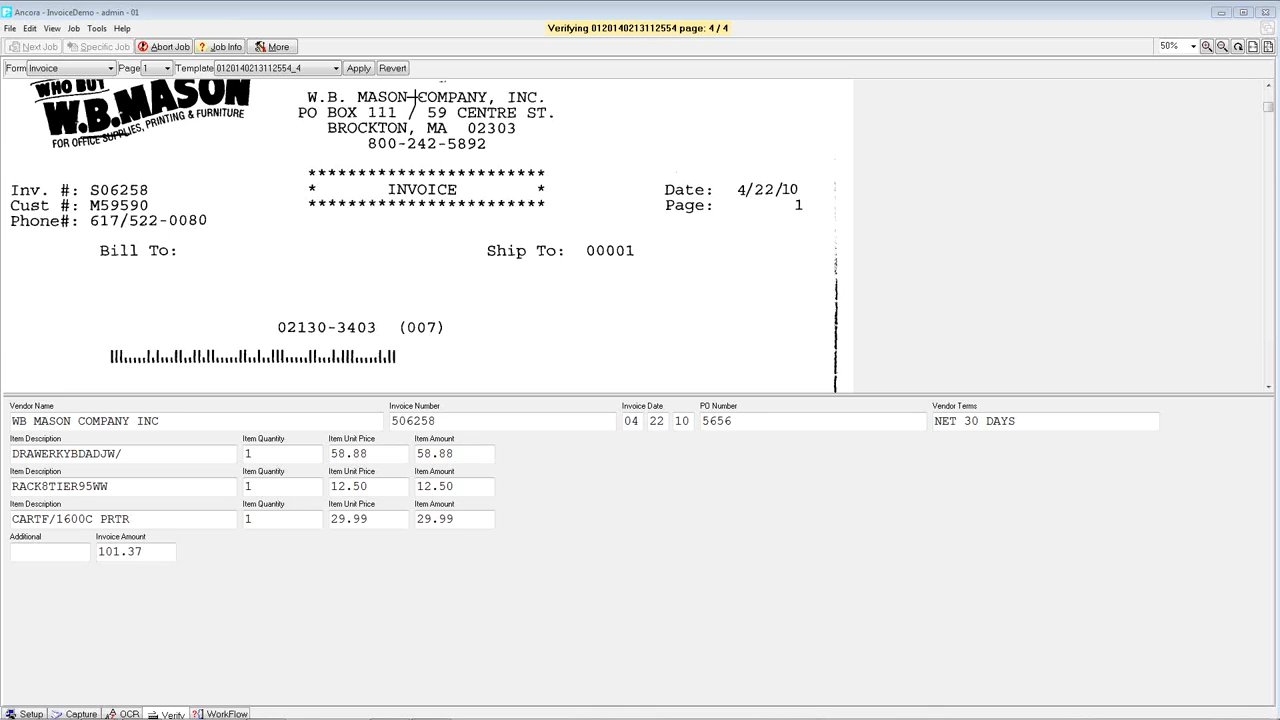 Ancora - InvoiceDemo - admin - 01
File Edit View Job Tools Help
Verifying 0120140213112554 page: 4 / 4
Next Job Specific Job Abort Job Job Info More
50%
Form Invoice Page 1 Template 0120140213112554_4 Apply Revert
WHO BUT
W.B.MASON
FOR OFFICE SUPPLIES, PRINTING & FURNITURE
W.B. MASON COMPANY, INC.
PO BOX 111 / 59 CENTRE ST.
BROCKTON, MA 02303
800-242-5892
************************
Inv. #: S06258 * INVOICE * Date: 4/22/10
Cust #: M59590 ************************ Page: 1
Phone#: 617/522-0080
Bill To: Ship To: 00001
02130-3403 (007)
Vendor Name Invoice Number Invoice Date PO Number Vendor Terms
WB MASON COMPANY INC 506258 04 22 10 5656 NET 30 DAYS
Item Description Item Quantity Item Unit Price Item Amount
DRAWERKYBDADJW/ 1 58.88 58.88
Item Description Item Quantity Item Unit Price Item Amount
RACK8TIER95WW 1 12.50 12.50
Item Description Item Quantity Item Unit Price Item Amount
CARTF/1600C PRTR 1 29.99 29.99
Additional Invoice Amount
101.37
Setup Capture OCR Verify WorkFlow